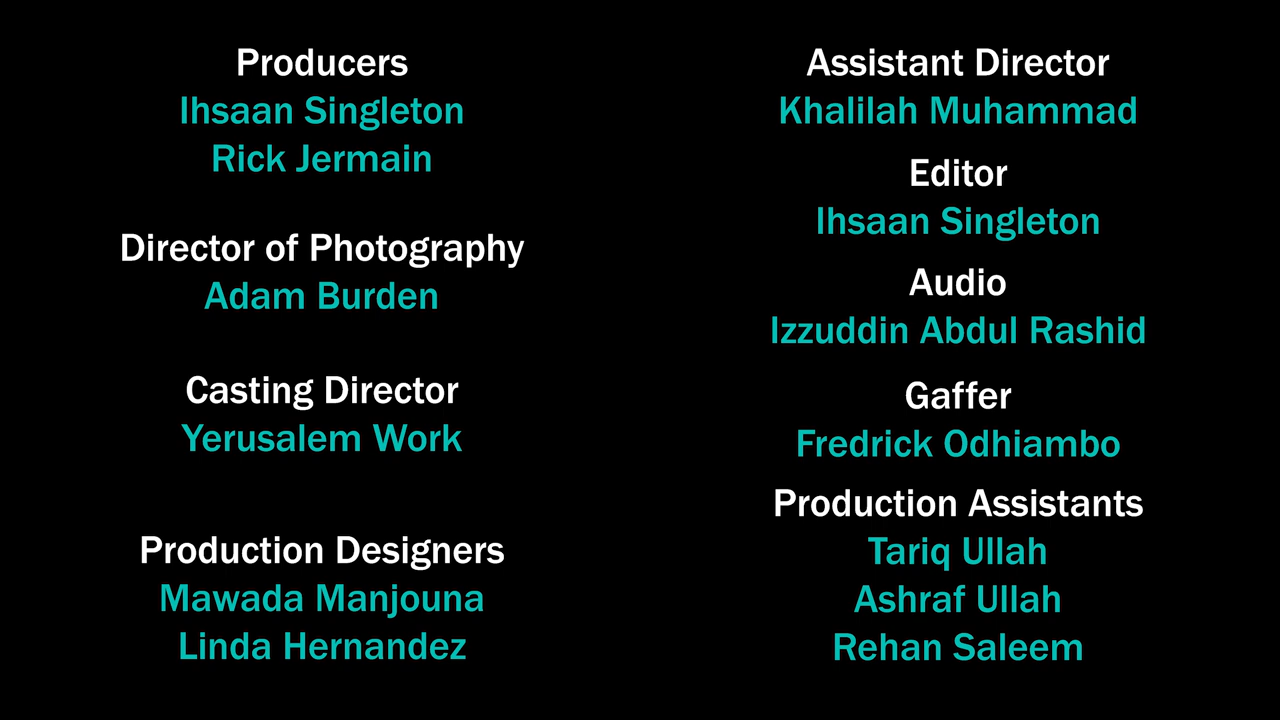 Producers
Ihsaan Singleton
Rick Jermain
Director of Photography
Adam Burden
Casting Director
Yerusalem Work
Production Designers
Mawada Manjouna
Linda Hernandez
Assistant Director
Khalilah Muhammad
Editor
Ihsaan Singleton
Audio
Izzuddin Abdul Rashid
Gaffer
Fredrick Odhiambo
Production Assistants
Tariq Ullah
Ashraf Ullah
Rehan Saleem